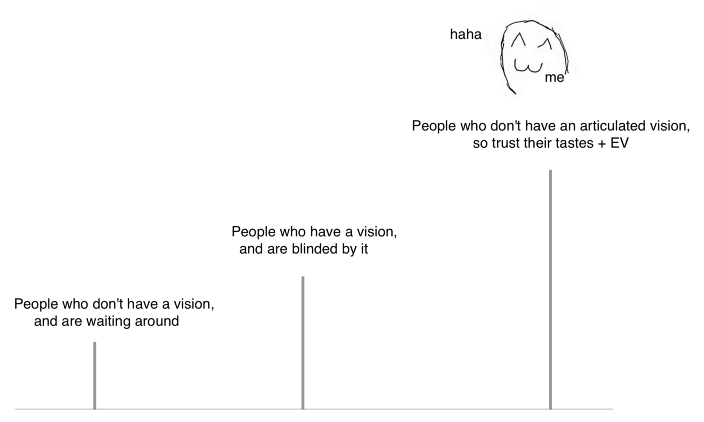 haha
me
People who don't have an articulated vision,
so trust their tastes + EV
People who have a vision,
and are blinded by it
People who don't have a vision,
and are waiting around